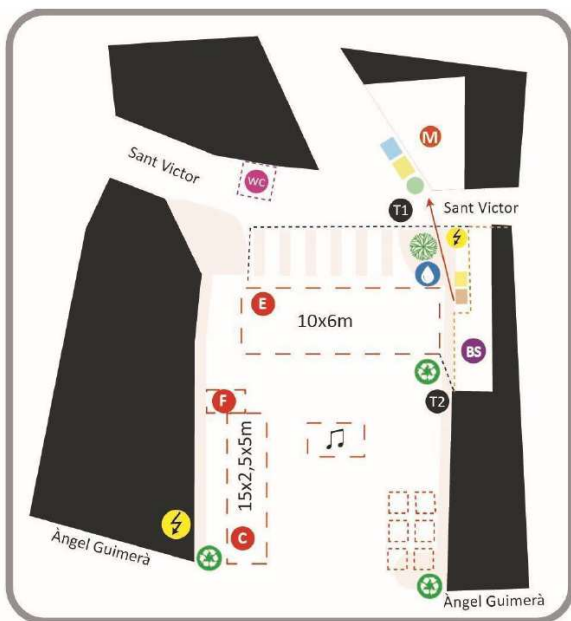 M
Sant Victor
WC
T1
Sant Victor
E
10x6m
BS
F
T2
15x2,5x5m
C
Àngel Guimerà
Àngel Guimerà